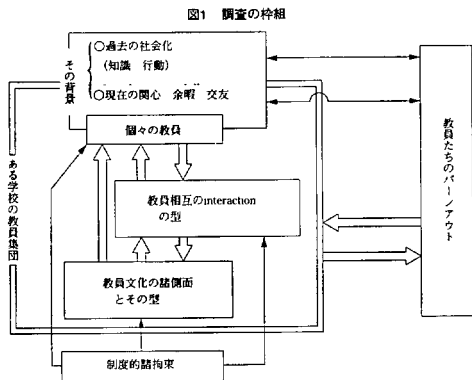 図1 調査の枠組
その背景
○過去の社会化
(知識 行動)
○現在の関心 余暇 交友
個々の教員
教員相互のinteraction
の型
教員文化の諸側面
とその型
制度的諸拘束
ある学校の教員集団
教員たちのバーンアウト